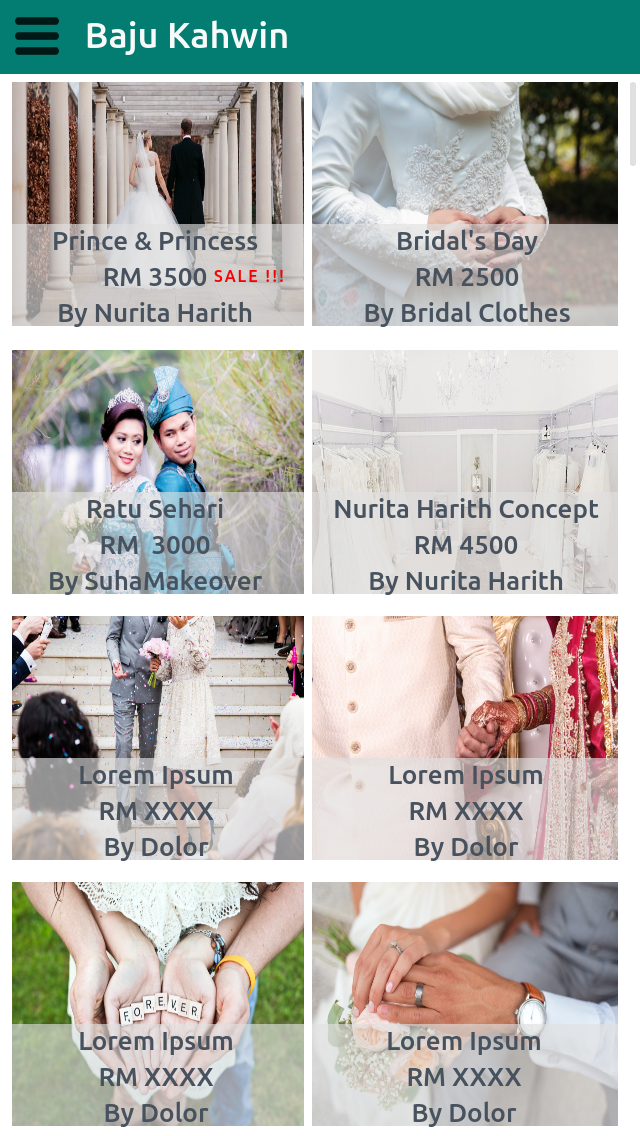 Baju Kahwin
Prince & Princess
RM 3500 SALE !!!
By Nurita Harith
Bridal's Day
RM 2500
By Bridal Clothes
Ratu Sehari
RM 3000
By SuhaMakeover
Nurita Harith Concept
RM 4500
By Nurita Harith
Lorem Ipsum
RM XXXX
By Dolor
Lorem Ipsum
RM XXXX
By Dolor
FOREVER
Lorem Ipsum
RM XXXX
By Dolor
Lorem Ipsum
RM XXXX
By Dolor